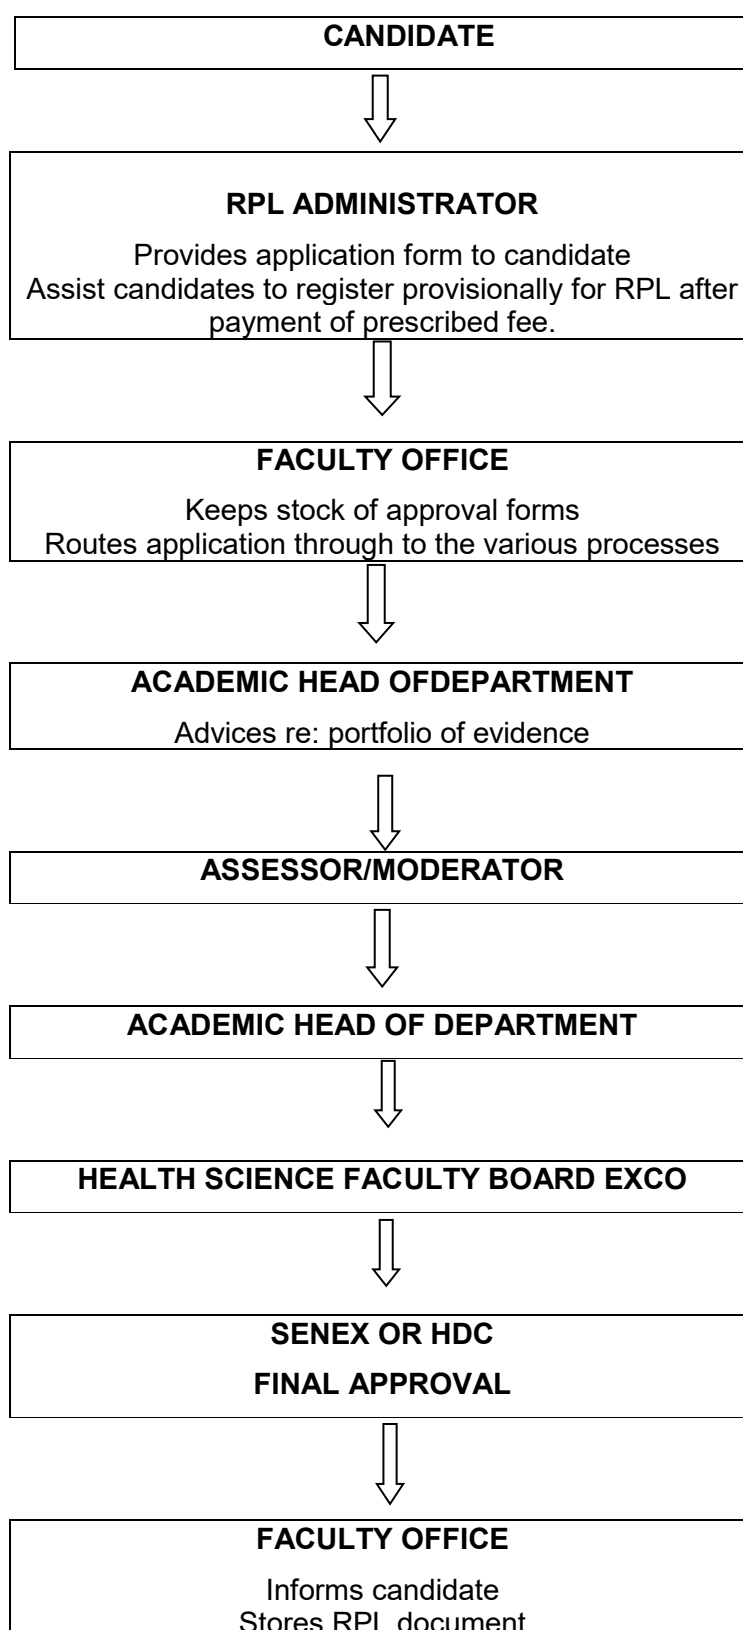 CANDIDATE
RPL ADMINISTRATOR
Provides application form to candidate
Assist candidates to register provisionally for RPL after
payment of prescribed fee.
FACULTY OFFICE
Keeps stock of approval forms
Routes application through to the various processes
ACADEMIC HEAD OFDEPARTMENT
Advices re: portfolio of evidence
ASSESSOR/MODERATOR
ACADEMIC HEAD OF DEPARTMENT
HEALTH SCIENCE FACULTY BOARD EXCO
SENEX OR HDC
FINAL APPROVAL
FACULTY OFFICE
Informs candidate
Stores RPL document